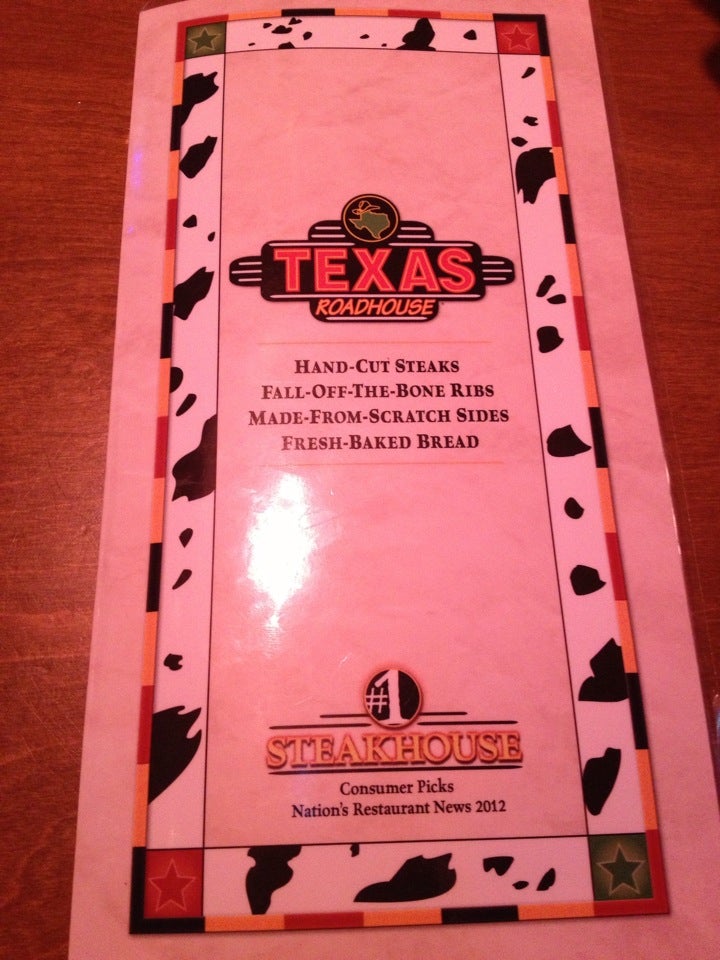 TEXAS
ROADHOUSE
HAND-CUT STEAKS
FALL-OFF-THE-BONE RIBS
MADE-FROM-SCRATCH SIDES
FRESH-BAKED BREAD
#1
STEAKHOUSE
Consumer Picks
Nation's Restaurant News 2012